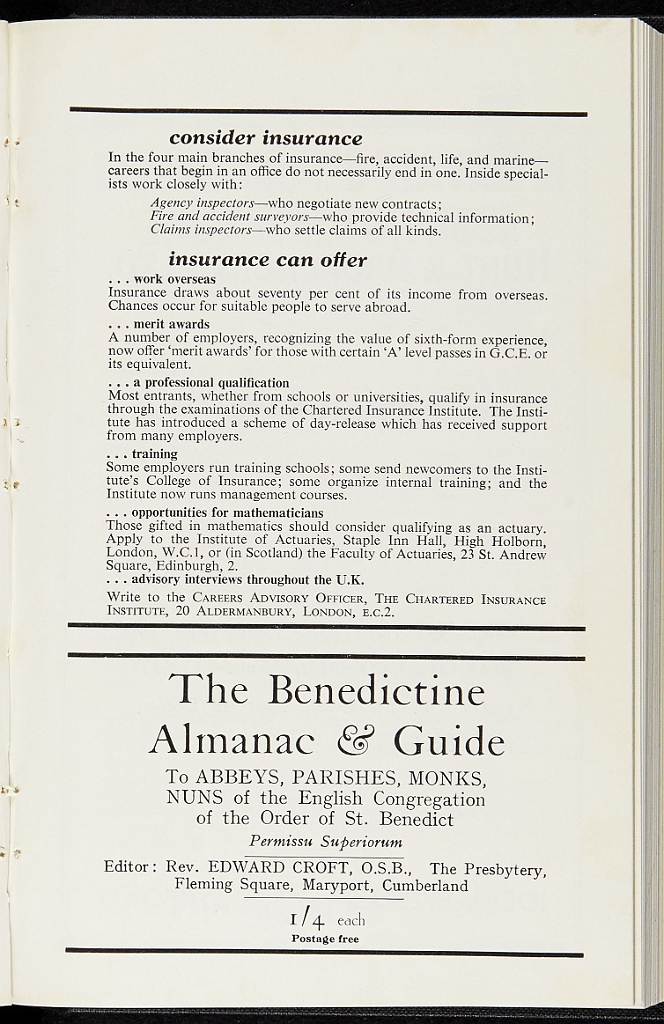 consider insurance
In the four main branches of insurance—fire, accident, life, and marine—
careers that begin in an office do not necessarily end in one. Inside special-
ists work closely with:
Agency inspectors—who negotiate new contracts;
Fire and accident surveyors—who provide technical information;
Claims inspectors—who settle claims of all kinds.
insurance can offer
. . . work overseas
Insurance draws about seventy per cent of its income from overseas.
Chances occur for suitable people to serve abroad.
. . . merit awards
A number of employers, recognizing the value of sixth-form experience,
now offer 'merit awards' for those with certain 'A' level passes in G.C.E. or
its equivalent.
. . . a professional qualification
Most entrants, whether from schools or universities, qualify in insurance
through the examinations of the Chartered Insurance Institute. The Insti-
tute has introduced a scheme of day-release which has received support
from many employers.
. . . training
Some employers run training schools; some send newcomers to the Insti-
tute's College of Insurance; some organize internal training; and the
Institute now runs management courses.
. . . opportunities for mathematicians
Those gifted in mathematics should consider qualifying as an actuary.
Apply to the Institute of Actuaries, Staple Inn Hall, High Holborn,
London, W.C.1, or (in Scotland) the Faculty of Actuaries, 23 St. Andrew
Square, Edinburgh, 2.
. . . advisory interviews throughout the U.K.
Write to the CAREERS ADVISORY OFFICER, THE CHARTERED INSURANCE
INSTITUTE, 20 ALDERMANBURY, LONDON, E.C.2.
The Benedictine
Almanac & Guide
To ABBEYS, PARISHES, MONKS,
NUNS of the English Congregation
of the Order of St. Benedict
Permissu Superiorum
Editor: Rev. EDWARD CROFT, O.S.B., The Presbytery,
Fleming Square, Maryport, Cumberland
1/4 each
Postage free